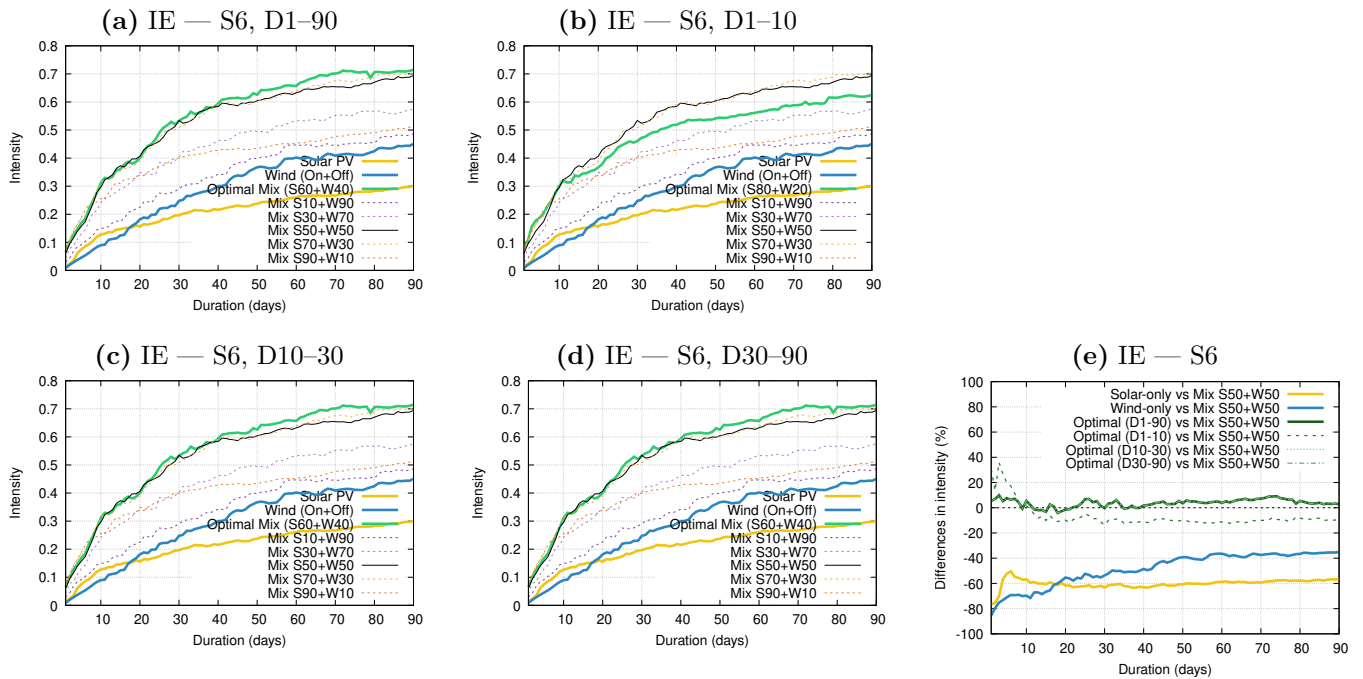 (a) IE — S6, D1–90
0.8
0.7
0.6
0.5
0.4
0.3
0.2
0.1
0
Intensity
10 20 30 40 50 60 70 80 90
Duration (days)
Solar PV
Wind (On+Off)
Optimal Mix (S60+W40)
Mix S10+W90
Mix S30+W70
Mix S50+W50
Mix S70+W30
Mix S90+W10
(b) IE — S6, D1–10
0.8
0.7
0.6
0.5
0.4
0.3
0.2
0.1
0
Intensity
10 20 30 40 50 60 70 80 90
Duration (days)
Solar PV
Wind (On+Off)
Optimal Mix (S80+W20)
Mix S10+W90
Mix S30+W70
Mix S50+W50
Mix S70+W30
Mix S90+W10
(c) IE — S6, D10–30
0.8
0.7
0.6
0.5
0.4
0.3
0.2
0.1
0
Intensity
10 20 30 40 50 60 70 80 90
Duration (days)
Solar PV
Wind (On+Off)
Optimal Mix (S60+W40)
Mix S10+W90
Mix S30+W70
Mix S50+W50
Mix S70+W30
Mix S90+W10
(d) IE — S6, D30–90
0.8
0.7
0.6
0.5
0.4
0.3
0.2
0.1
0
Intensity
10 20 30 40 50 60 70 80 90
Duration (days)
Solar PV
Wind (On+Off)
Optimal Mix (S60+W40)
Mix S10+W90
Mix S30+W70
Mix S50+W50
Mix S70+W30
Mix S90+W10
(e) IE — S6
100
80
60
40
20
0
-20
-40
-60
-80
-100
Differences in intensity (%)
10 20 30 40 50 60 70 80 90
Duration (days)
Solar-only vs Mix S50+W50
Wind-only vs Mix S50+W50
Optimal (D1-90) vs Mix S50+W50
Optimal (D1-10) vs Mix S50+W50
Optimal (D10-30) vs Mix S50+W50
Optimal (D30-90) vs Mix S50+W50